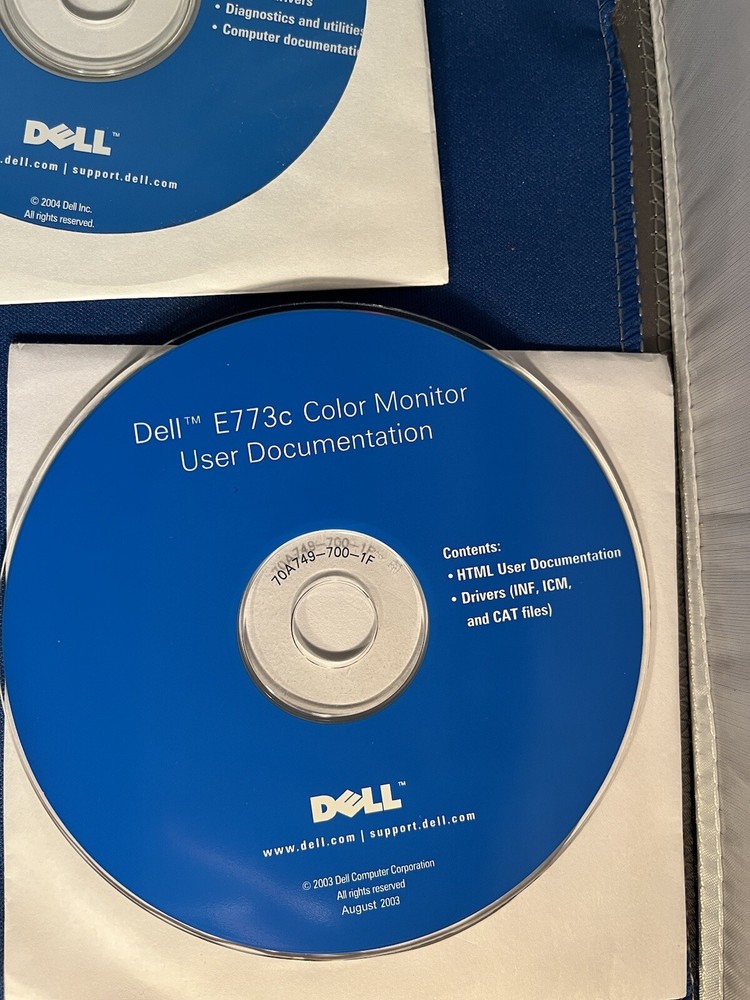 • Diagnostics and utilities
• Computer documentati
DELL™
.dell.com | support.dell.com
© 2004 Dell Inc.
All rights reserved.
Dell™ E773c Color Monitor
User Documentation
70A749-700-1F
Contents:
• HTML User Documentation
• Drivers (INF, ICM,
and CAT files)
DELL™
www.dell.com | support.dell.com
© 2003 Dell Computer Corporation
All rights reserved
August 2003